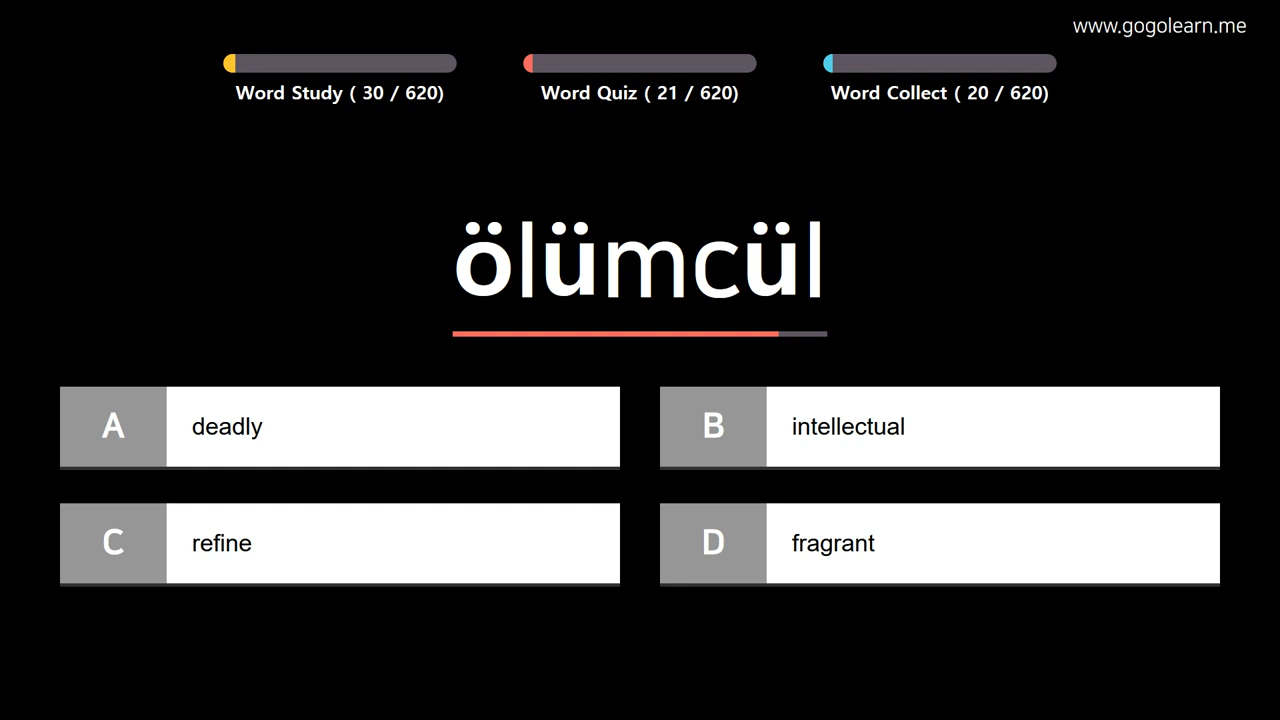 www.gogolearn.me
Word Study ( 30 / 620)
Word Quiz ( 21 / 620)
Word Collect ( 20 / 620)
ölümcül
A deadly
B intellectual
C refine
D fragrant